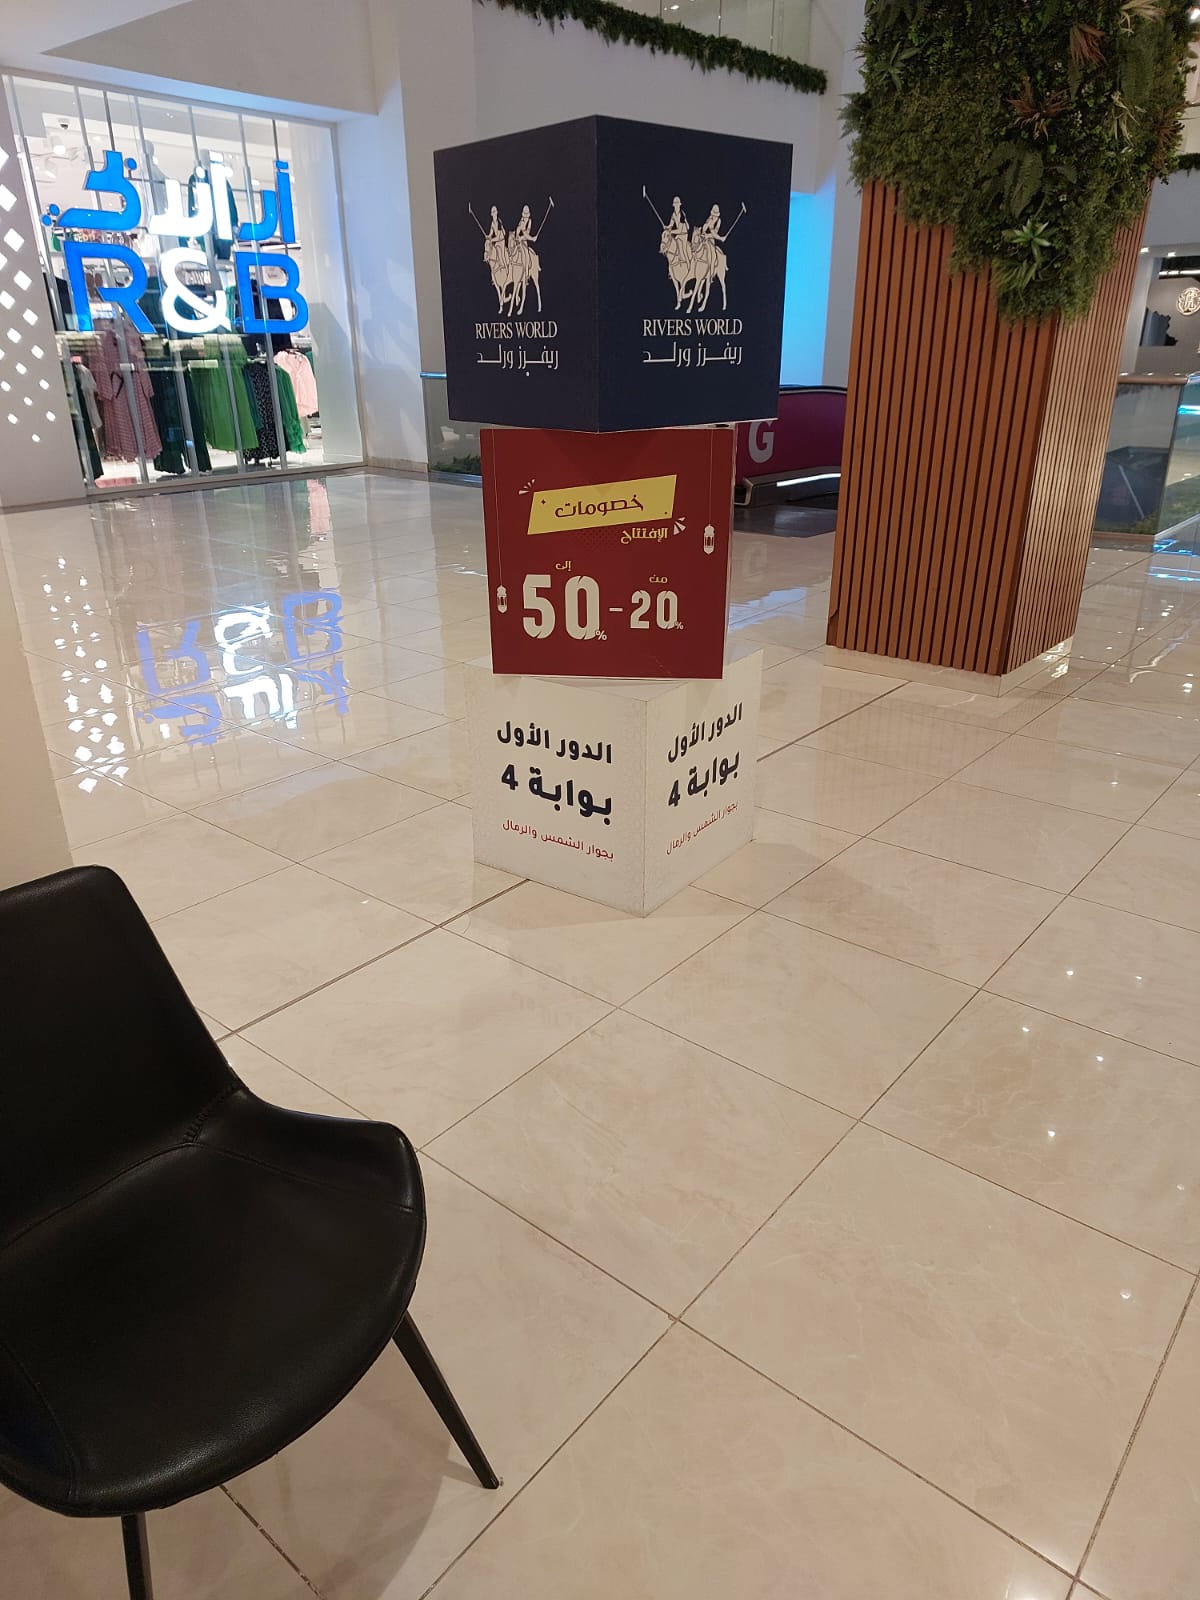 أر أند بي
R&B
RIVERS WORLD
ريفرز ورلد
RIVERS WORLD
ريفرز ورلد
G
خصومات
الإفتتاح
من إلى
20% - 50%
الدور الأول
بوابة 4
بجوار الشمس والرمال
الدور الأول
بوابة 4
بجوار الشمس والرمال